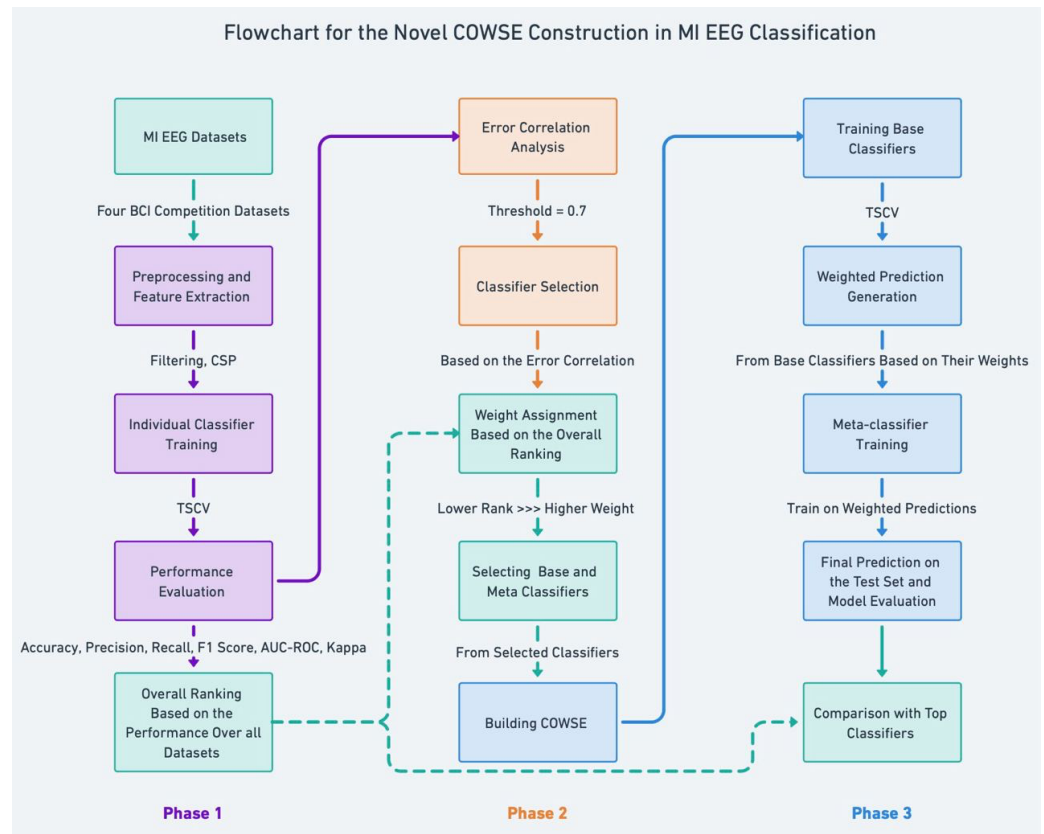 Flowchart for the Novel COWSE Construction in MI EEG Classification
MI EEG Datasets
Four BCI Competition Datasets
Preprocessing and
Feature Extraction
Filtering, CSP
Individual Classifier
Training
TSCV
Performance
Evaluation
Accuracy, Precision, Recall, F1 Score, AUC-ROC, Kappa
Overall Ranking
Based on the
Performance Over all
Datasets
Phase 1
Error Correlation
Analysis
Threshold = 0.7
Classifier Selection
Based on the Error Correlation
Weight Assignment
Based on the Overall
Ranking
Lower Rank >>> Higher Weight
Selecting Base and
Meta Classifiers
From Selected Classifiers
Building COWSE
Phase 2
Training Base
Classifiers
TSCV
Weighted Prediction
Generation
From Base Classifiers Based on Their Weights
Meta-classifier
Training
Train on Weighted Predictions
Final Prediction on
the Test Set and
Model Evaluation
Comparison with Top
Classifiers
Phase 3